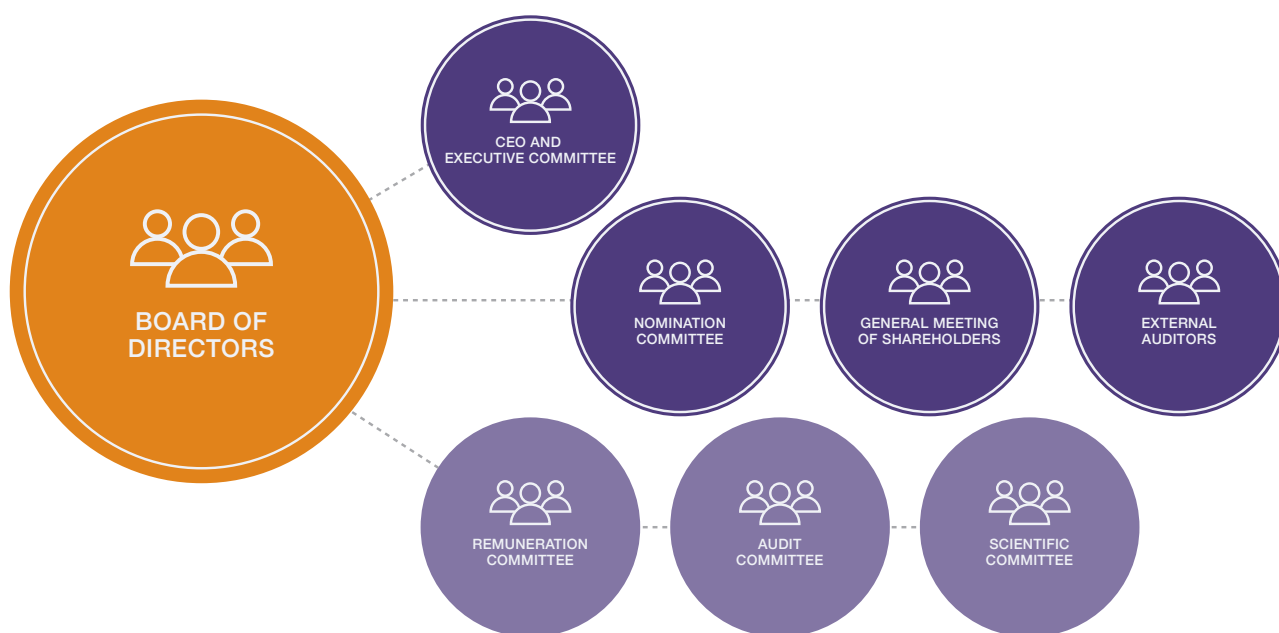 CEO AND
EXECUTIVE COMMITTEE
BOARD OF
DIRECTORS
NOMINATION
COMMITTEE
GENERAL MEETING
OF SHAREHOLDERS
EXTERNAL
AUDITORS
REMUNERATION
COMMITTEE
AUDIT
COMMITTEE
SCIENTIFIC
COMMITTEE